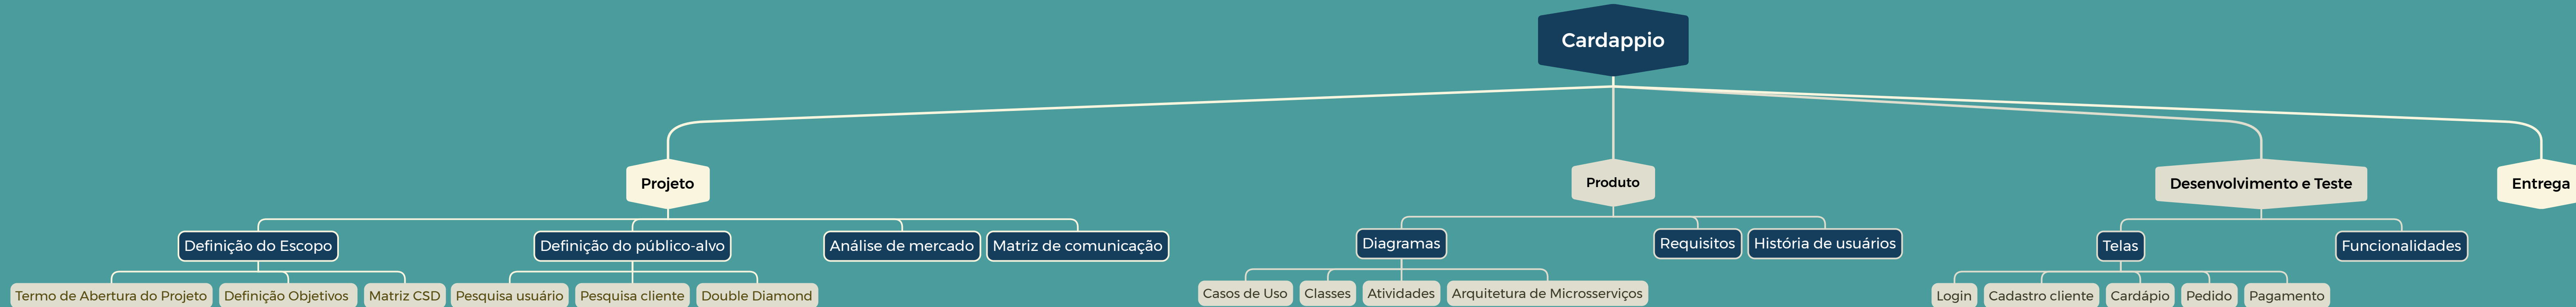 Cardappio
Projeto
Produto
Desenvolvimento e Teste
Entrega
Definição do Escopo
Definição do público-alvo
Análise de mercado
Matriz de comunicação
Diagramas
Requisitos
História de usuários
Telas
Funcionalidades
Termo de Abertura do Projeto
Definição Objetivos
Matriz CSD
Pesquisa usuário
Pesquisa cliente
Double Diamond
Casos de Uso
Classes
Atividades
Arquitetura de Microsserviços
Login
Cadastro cliente
Cardápio
Pedido
Pagamento